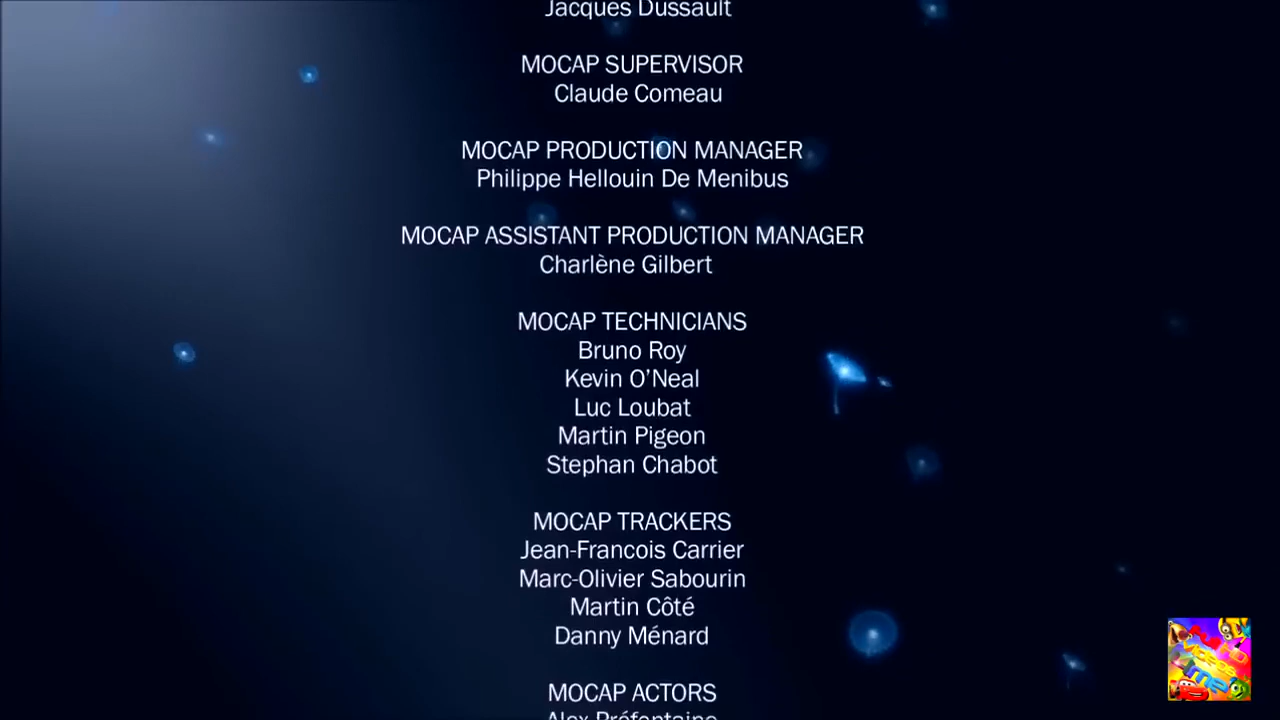 Jacques Dussault
MOCAP SUPERVISOR
Claude Comeau
MOCAP PRODUCTION MANAGER
Philippe Hellouin De Menibus
MOCAP ASSISTANT PRODUCTION MANAGER
Charlène Gilbert
MOCAP TECHNICIANS
Bruno Roy
Kevin O’Neal
Luc Loubat
Martin Pigeon
Stephan Chabot
MOCAP TRACKERS
Jean-Francois Carrier
Marc-Olivier Sabourin
Martin Côté
Danny Ménard
MOCAP ACTORS
Alex Préfontaine